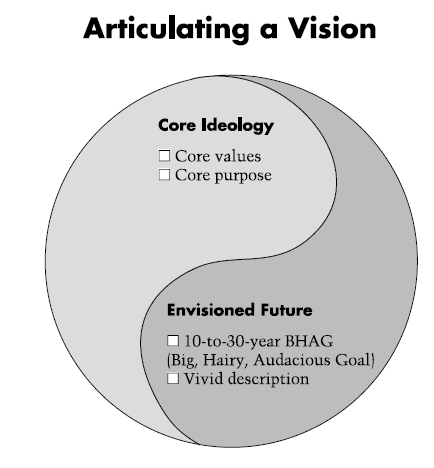 Articulating a Vision
Core Ideology
☐ Core values
☐ Core purpose
Envisioned Future
☐ 10-to-30-year BHAG
(Big, Hairy, Audacious Goal)
☐ Vivid description